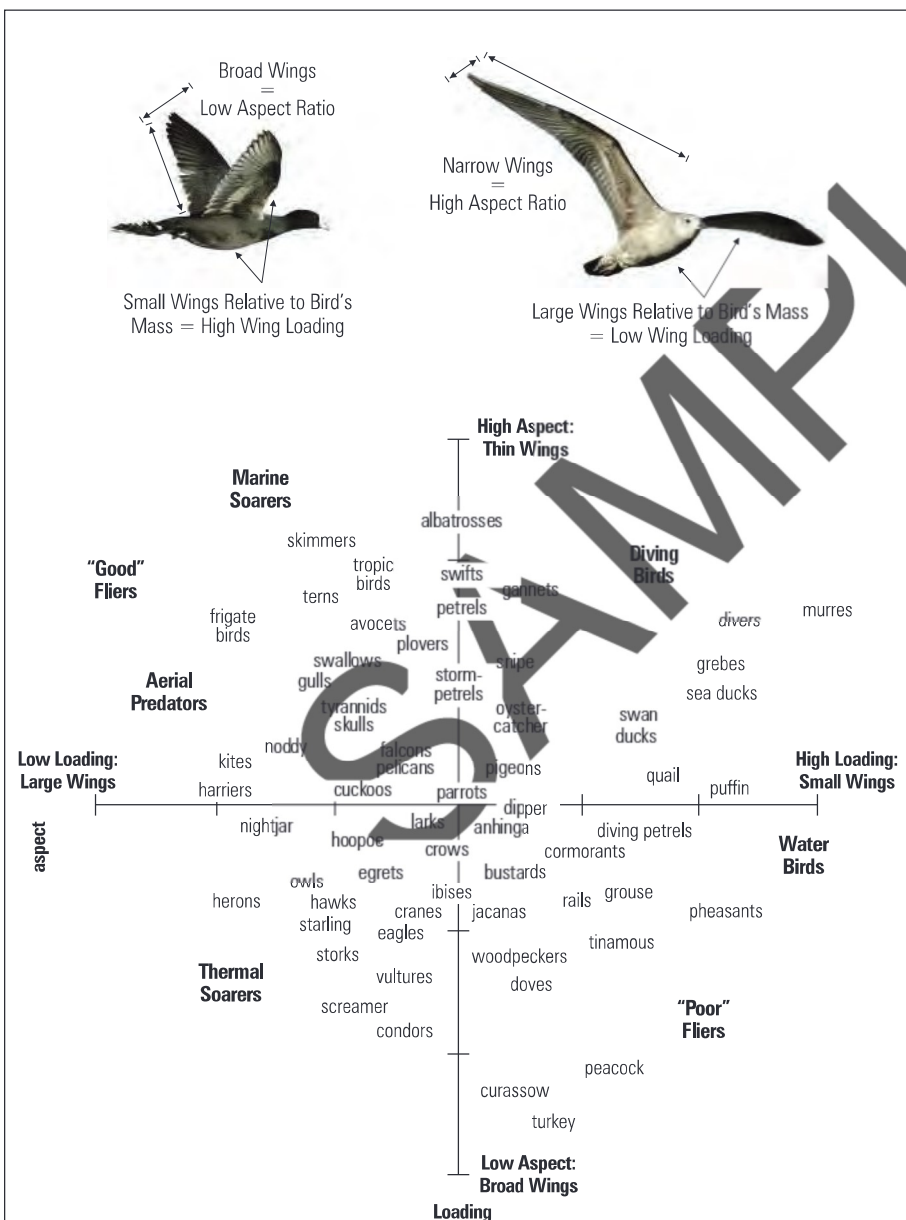 Broad Wings
=
Low Aspect Ratio
Narrow Wings
=
High Aspect Ratio
Small Wings Relative to Bird's
Mass = High Wing Loading
Large Wings Relative to Bird's Mass
= Low Wing Loading
High Aspect:
Thin Wings
Marine
Soarers
albatrosses
skimmers
"Good"
Fliers
tropic
birds
swifts
Diving
Birds
gannets
terns
petrels
frigate
birds
avocets
divers
murres
plovers
swallows
snipe
grebes
gulls
storm-
petrels
Aerial
Predators
sea ducks
tyrannids
skulls
oyster-
catcher
swan
ducks
noddy
falcons
kites
pelicans
pigeons
Low Loading:
Large Wings
High Loading:
Small Wings
quail
puffin
harriers
cuckoos
parrots
dipper
nightjar
larks
anhinga
diving petrels
hoopoe
crows
cormorants
Water
Birds
aspect
egrets
bustards
owls
ibises
grouse
herons
hawks
cranes
jacanas
rails
pheasants
starling
eagles
tinamous
storks
woodpeckers
Thermal
Soarers
vultures
doves
screamer
condors
"Poor"
Fliers
peacock
curassow
turkey
Low Aspect:
Broad Wings
Loading
SAMPL